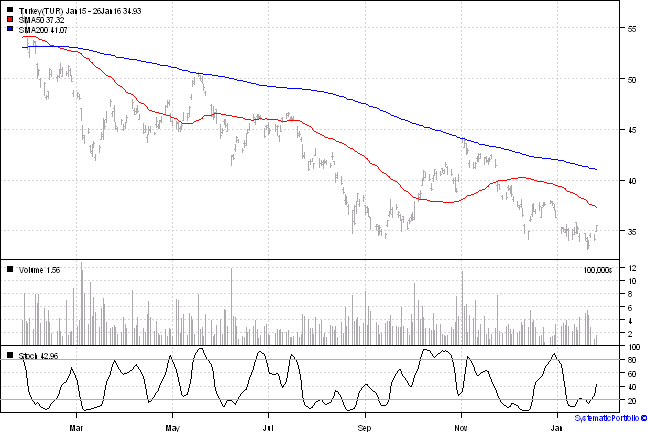 Turkey(TUR) Jan15 - 26Jan16 34.93
SMA50 37.32
SMA200 41.07
55
50
45
40
35
Volume 1.56
100,000s
12
10
8
6
4
2
Stoch 42.96
100
80
60
40
20
Mar May Jul Sep Nov Jan
SystematicPortfolio ©